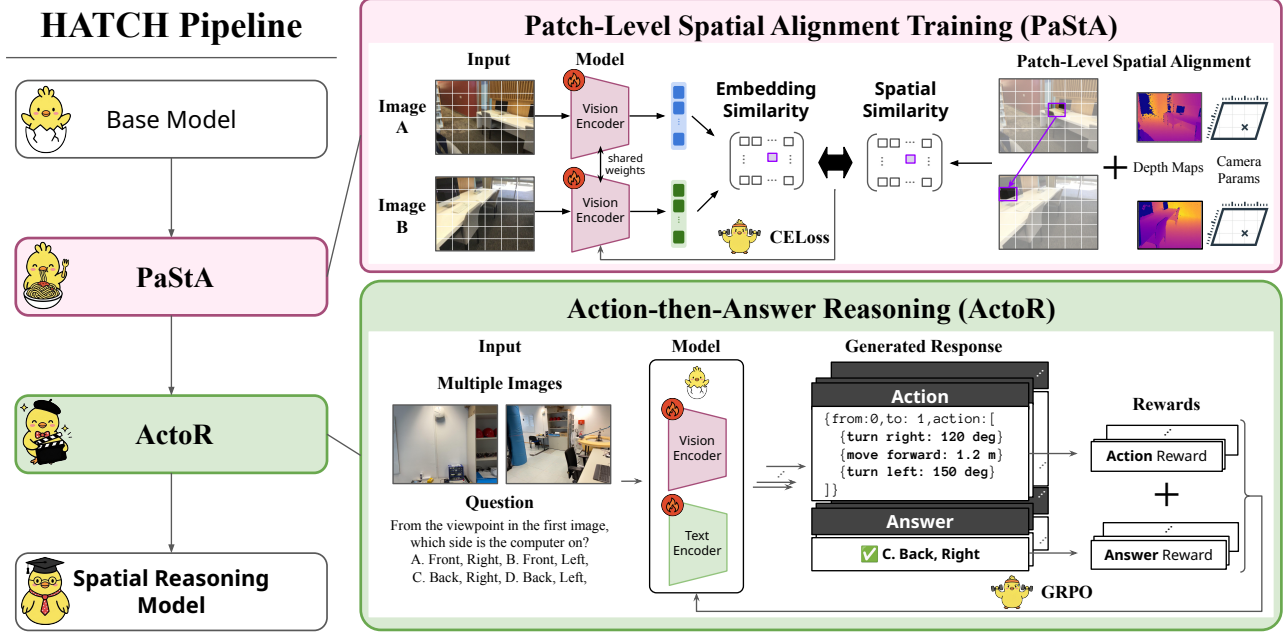 HATCH Pipeline
Base Model
PaStA
ActoR
Spatial Reasoning
Model
Patch-Level Spatial Alignment Training (PaStA)
Input
Model
Image
A
Vision
Encoder
shared
weights
Image
B
Vision
Encoder
Embedding
Similarity
Spatial
Similarity
CELoss
Patch-Level Spatial Alignment
Depth Maps
Camera
Params
Action-then-Answer Reasoning (ActoR)
Input
Multiple Images
Question
From the viewpoint in the first image,
which side is the computer on?
A. Front, Right, B. Front, Left,
C. Back, Right, D. Back, Left,
Model
Vision
Encoder
Text
Encoder
Generated Response
Action
{from:0,to: 1,action:[
{turn right: 120 deg}
{move forward: 1.2 m}
{turn left: 150 deg}
]}
Answer
✅ C. Back, Right
Rewards
Action Reward
+
Answer Reward
GRPO